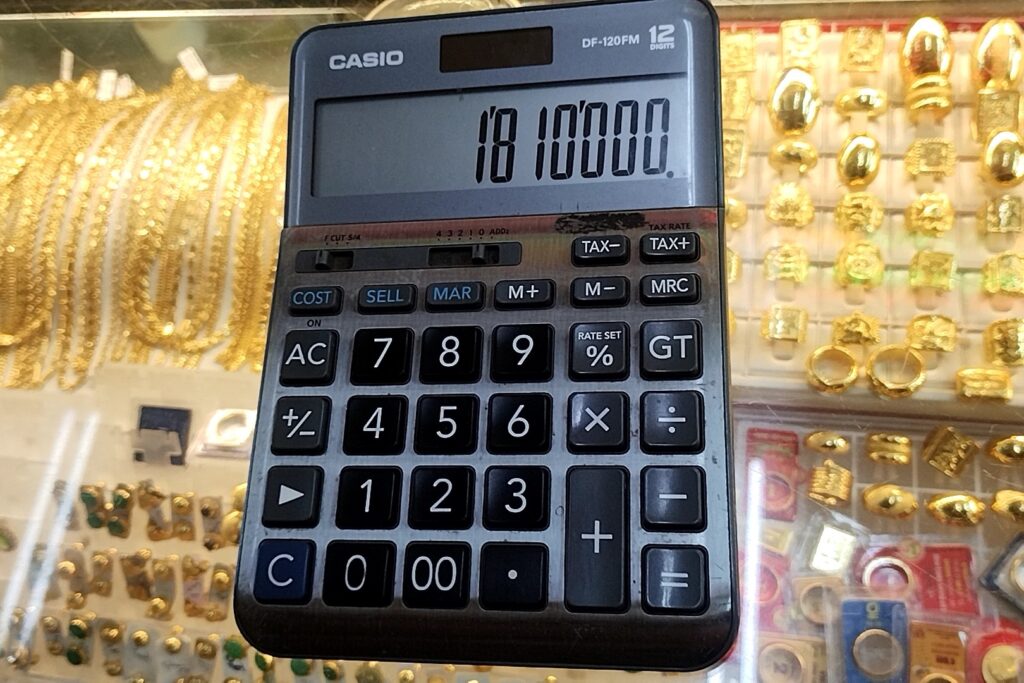 CASIO DF-120FM 12 DIGITS
1'810'000.
TAX RATE
F CUT 5/4 4 3 2 1 0 ADD₂ TAX− TAX+
COST SELL MAR M+ M− MRC
ON
AC 7 8 9 RATE SET % GT
+/− 4 5 6 × ÷
▶ 1 2 3 + −
C 0 00 · =